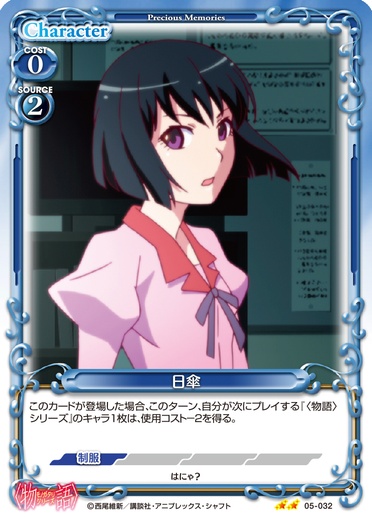 Precious Memories
Character
COST
0
SOURCE
2
日傘
このカードが登場した場合、このターン、自分が次にプレイする『〈物語〉
シリーズ』のキャラ1枚は、使用コスト－2を得る。
制服
はにゃ?
物語
©西尾維新／講談社・アニプレックス・シャフト
05-032